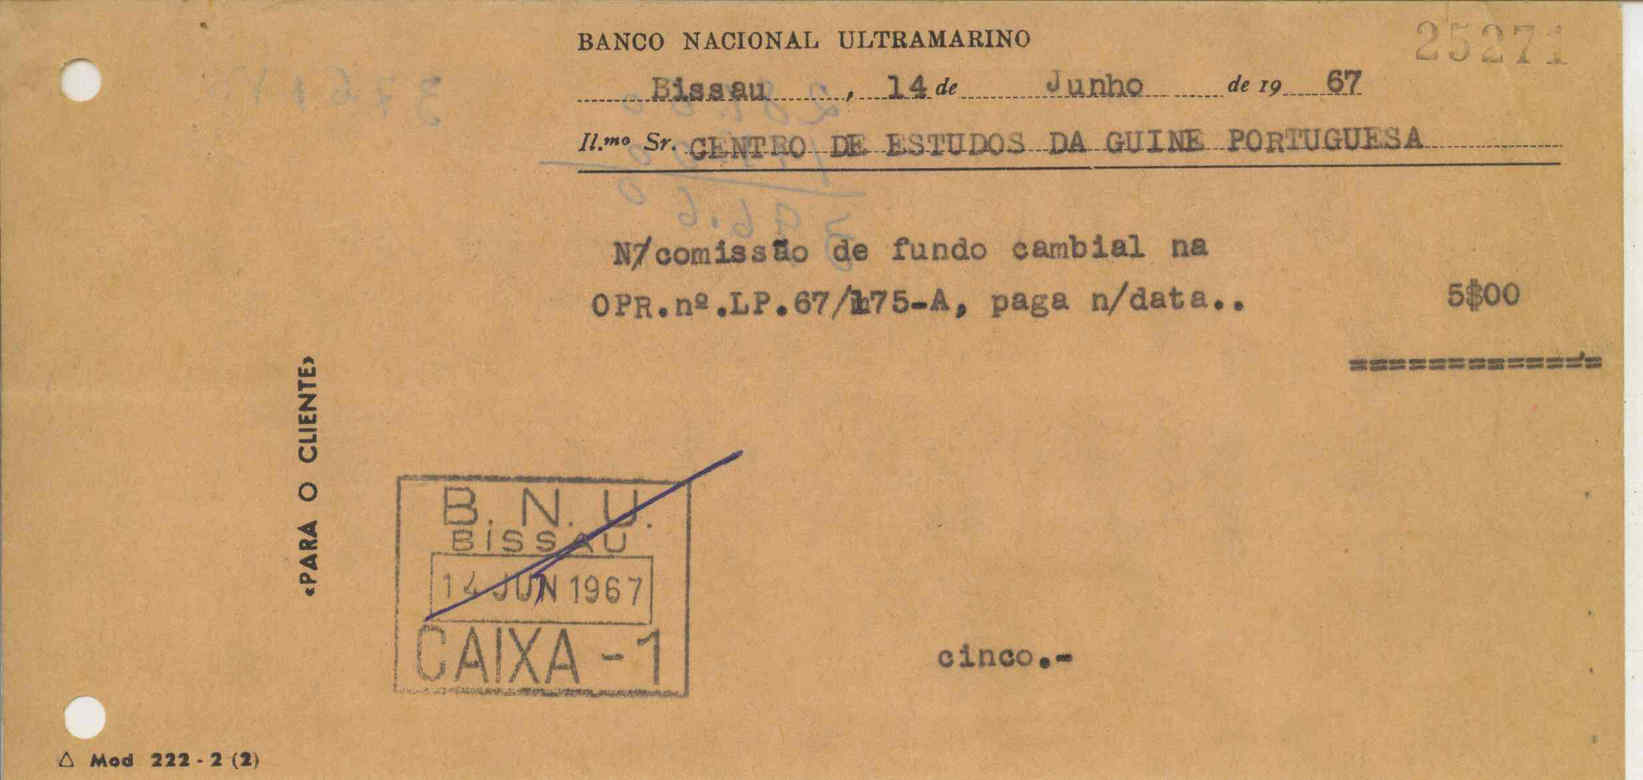 BANCO NACIONAL ULTRAMARINO
25271
Bissau, 14 de Junho de 19 67
Il.mo Sr. CENTRO DE ESTUDOS DA GUINE PORTUGUESA
N/comissão de fundo cambial na
OPR.nº.LP.67/175-A, paga n/data.. 5$00
=============
«PARA O CLIENTE»
B. N. U.
BISSAU
14 JUN 1967
CAIXA - 1
cinco.-
Δ Mod 222 - 2 (2)